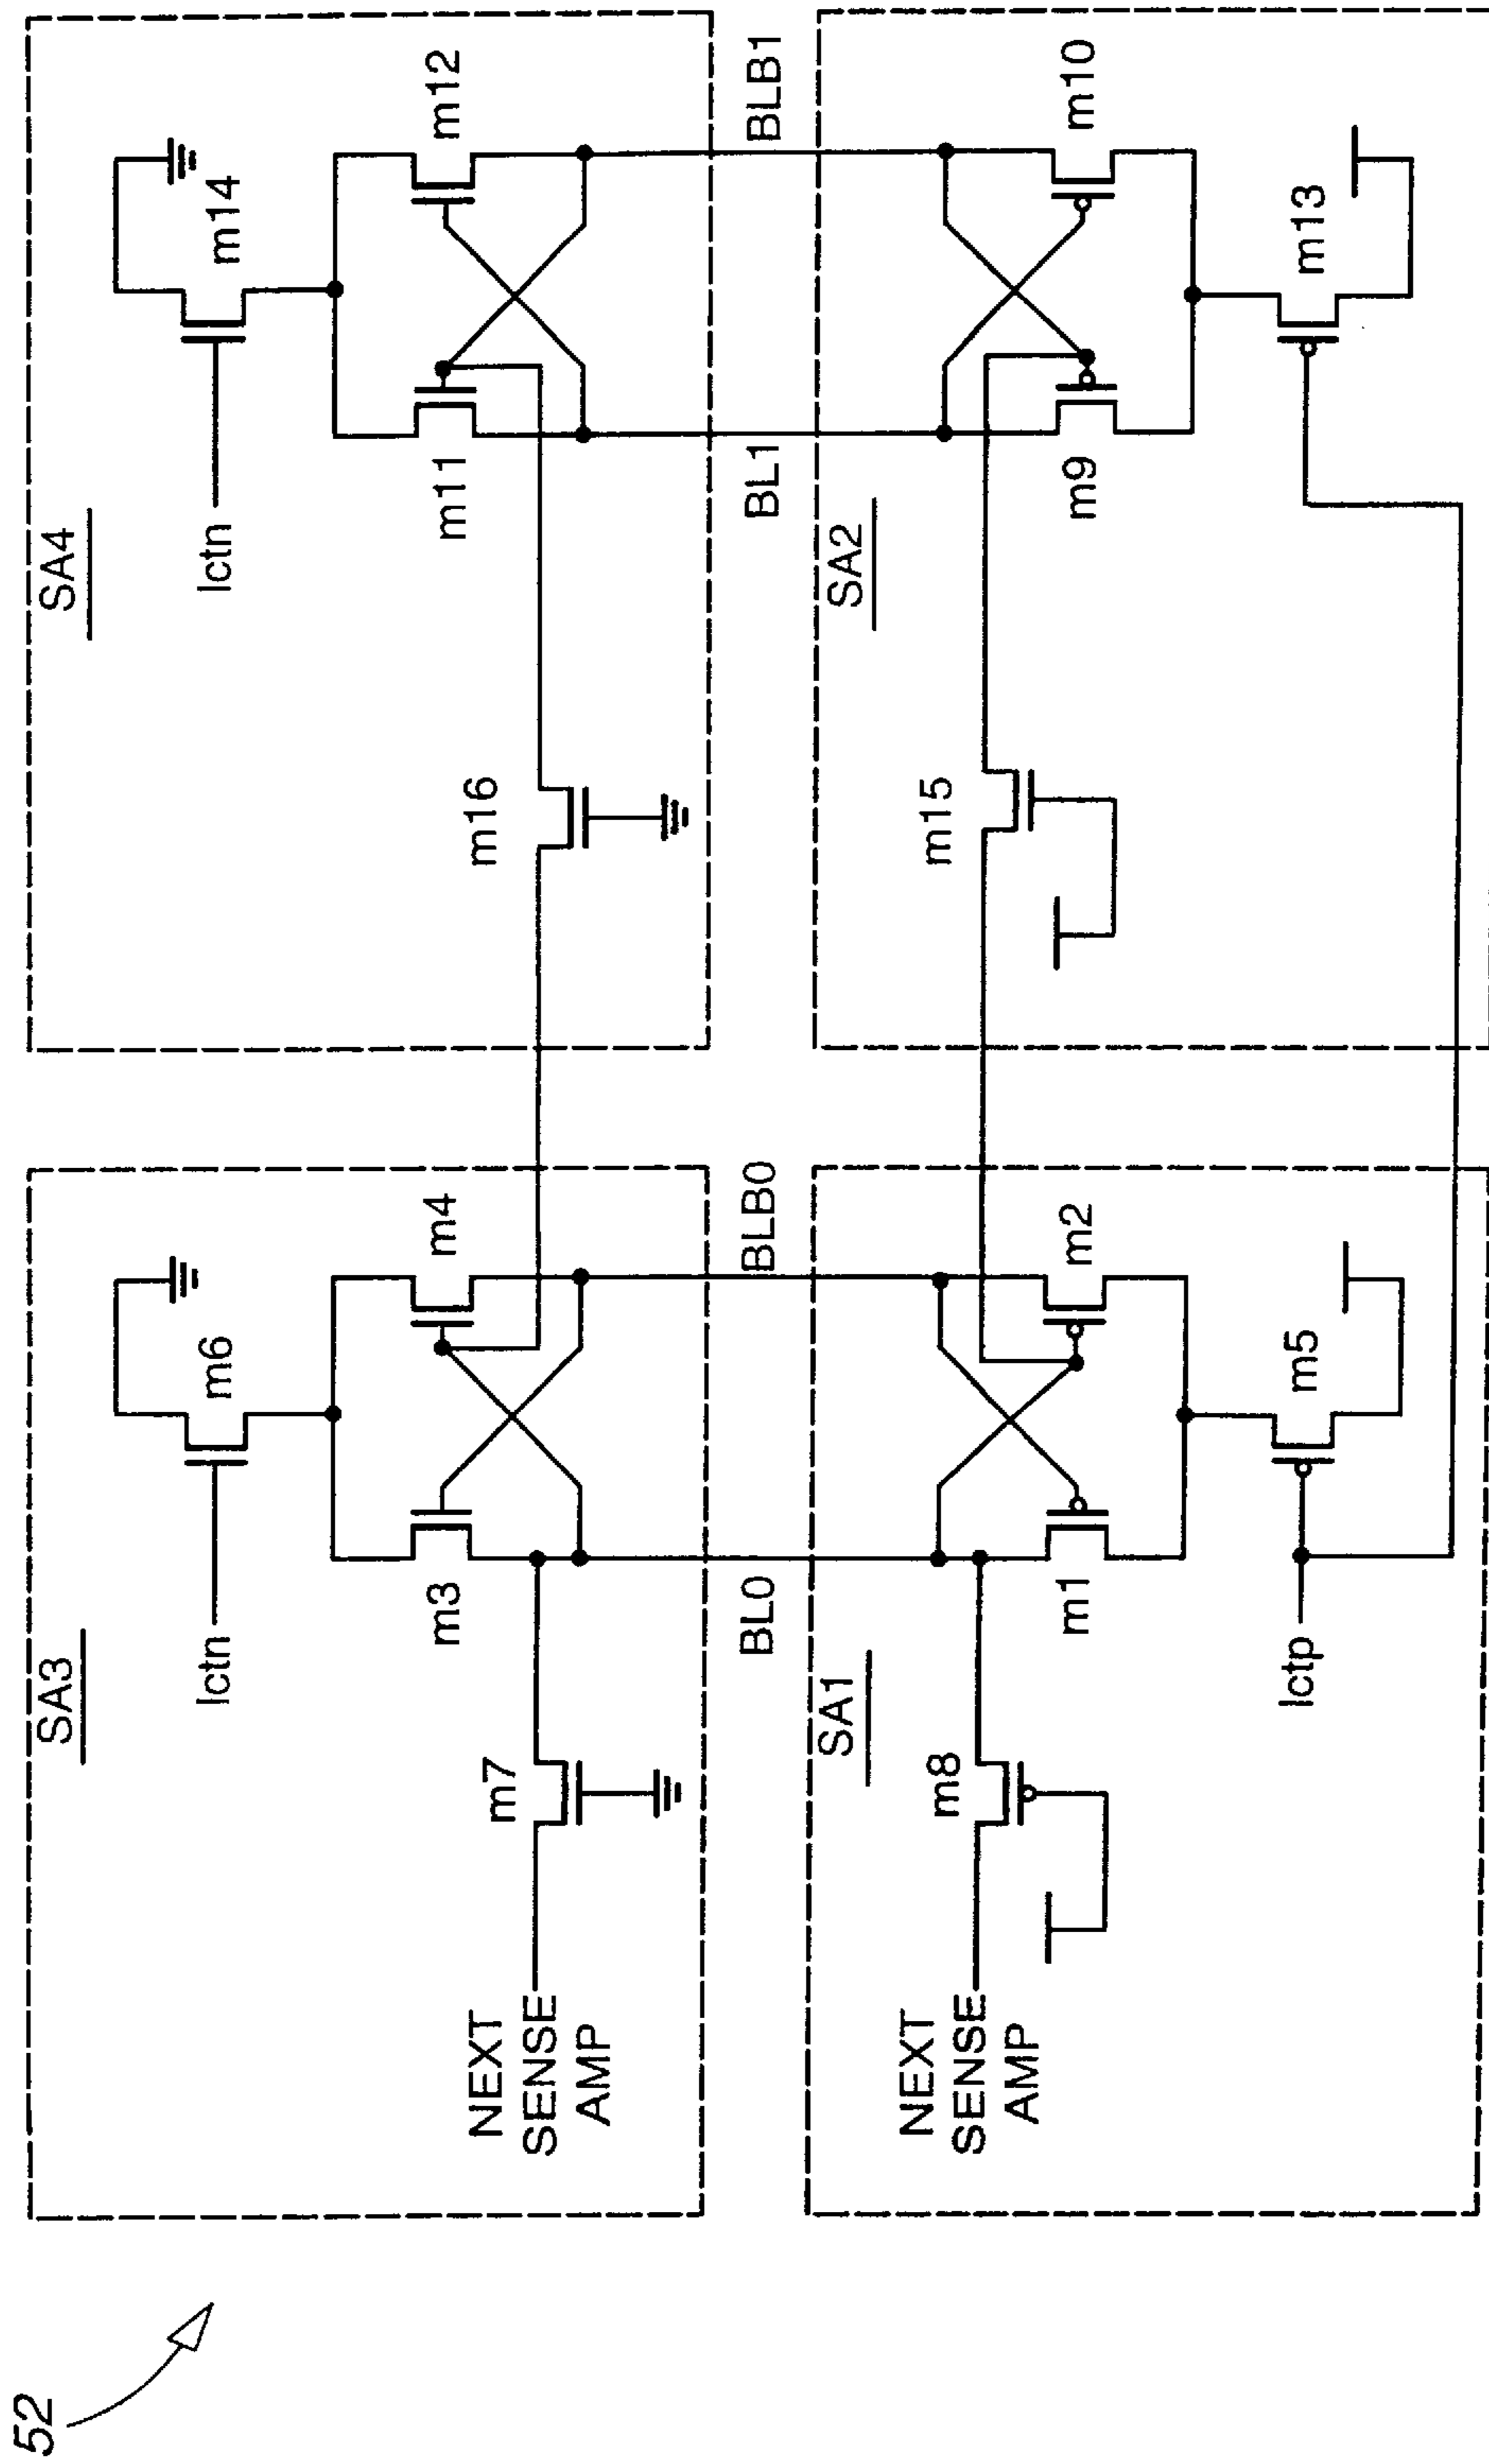 52
SA3
lctn
m6
m3
m4
m7
NEXT
SENSE
AMP
SA4
lctn
m14
m11
m12
m16
BL0
BLB0
BL1
BLB1
SA1
m8
NEXT
SENSE
AMP
m1
m2
lctp
m5
SA2
m15
m9
m10
m13